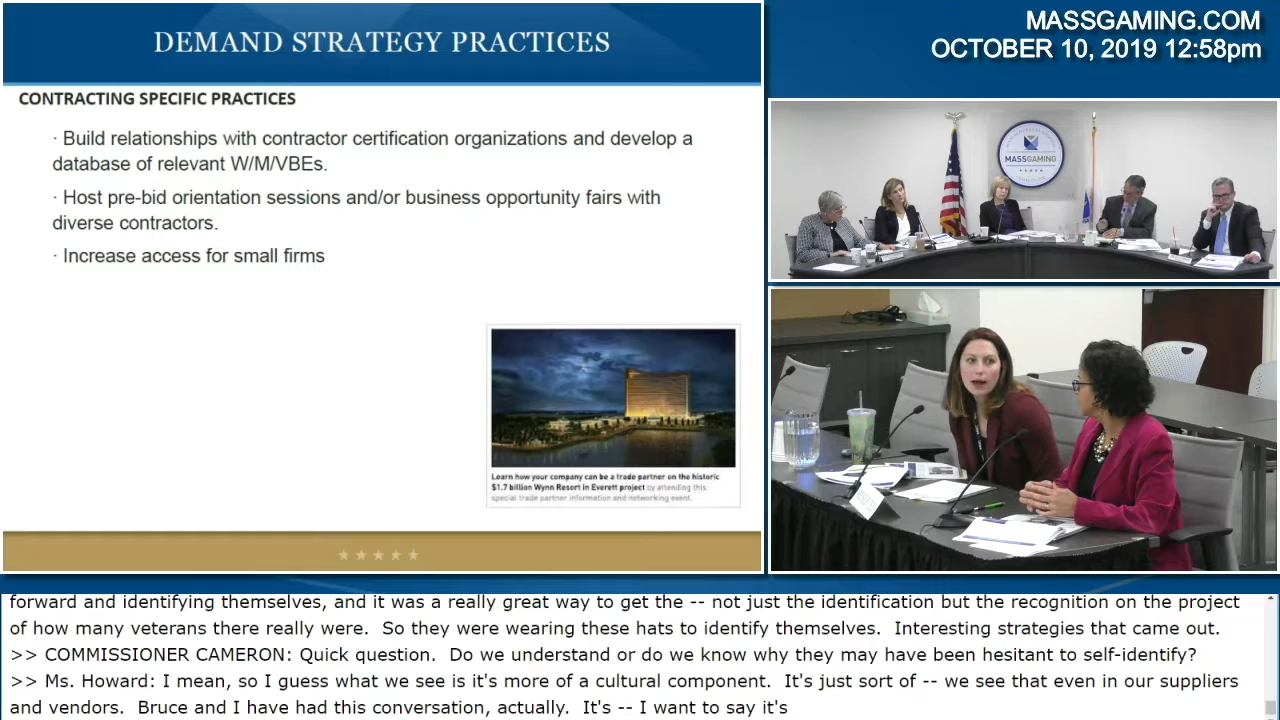 DEMAND STRATEGY PRACTICES
CONTRACTING SPECIFIC PRACTICES
· Build relationships with contractor certification organizations and develop a
database of relevant W/M/VBEs.
· Host pre-bid orientation sessions and/or business opportunity fairs with
diverse contractors.
· Increase access for small firms
Learn how your company can be a trade partner on the historic
$1.7 billion Wynn Resort in Everett project by attending this
special trade partner information and networking event.
MASSGAMING.COM
OCTOBER 10, 2019 12:58pm
MASSGAMING
forward and identifying themselves, and it was a really great way to get the -- not just the identification but the recognition on the project
of how many veterans there really were.  So they were wearing these hats to identify themselves.  Interesting strategies that came out.
>> COMMISSIONER CAMERON: Quick question.  Do we understand or do we know why they may have been hesitant to self-identify?
>> Ms. Howard: I mean, so I guess what we see is it's more of a cultural component.  It's just sort of -- we see that even in our suppliers
and vendors.  Bruce and I have had this conversation, actually.  It's -- I want to say it's